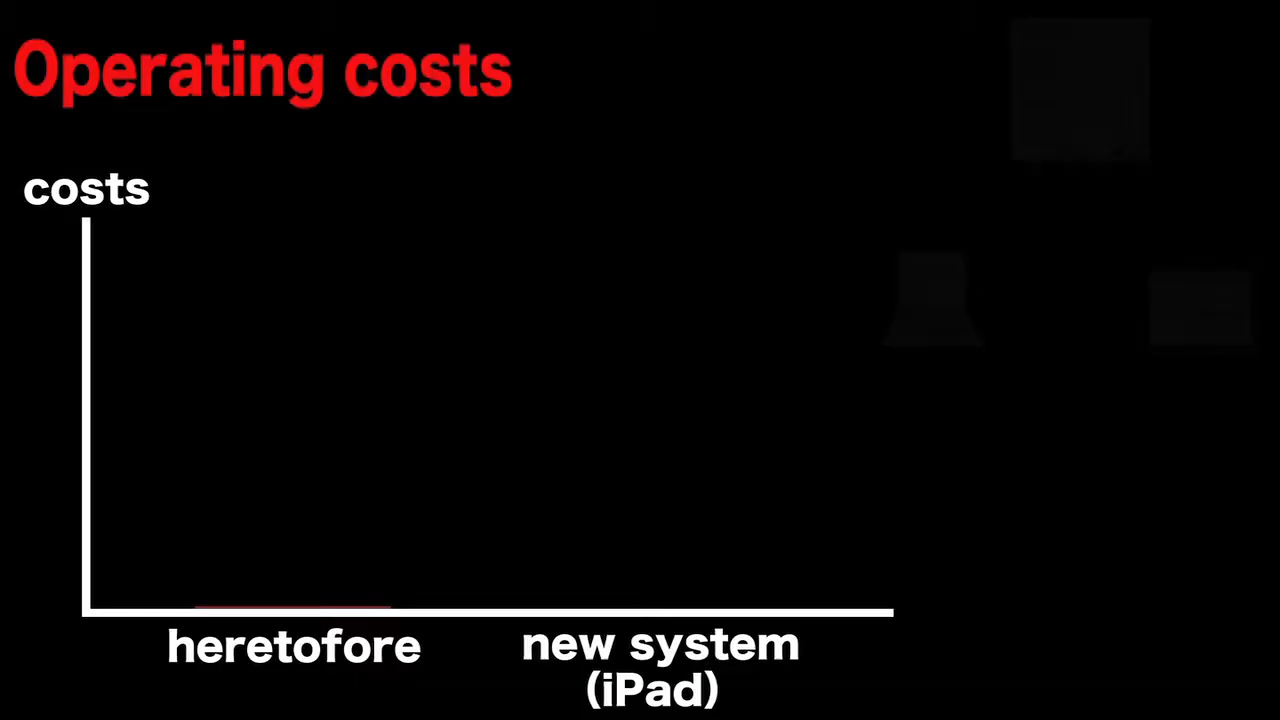 Operating costs
costs
heretofore
new system
(iPad)